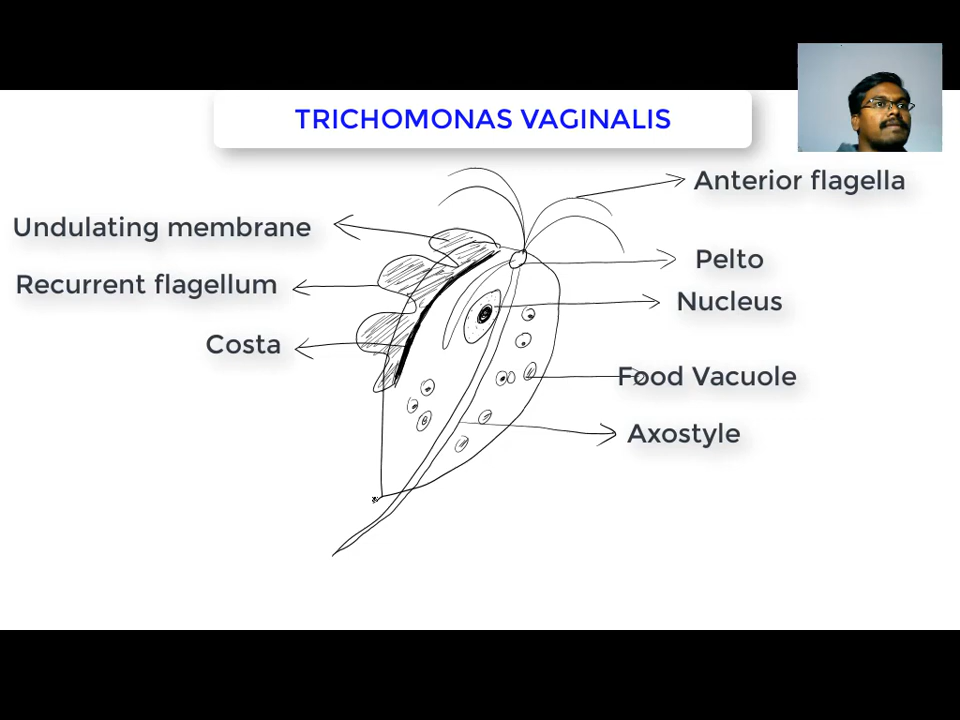 TRICHOMONAS VAGINALIS
Anterior flagella
Undulating membrane
Pelto
Recurrent flagellum
Nucleus
Costa
Food Vacuole
Axostyle